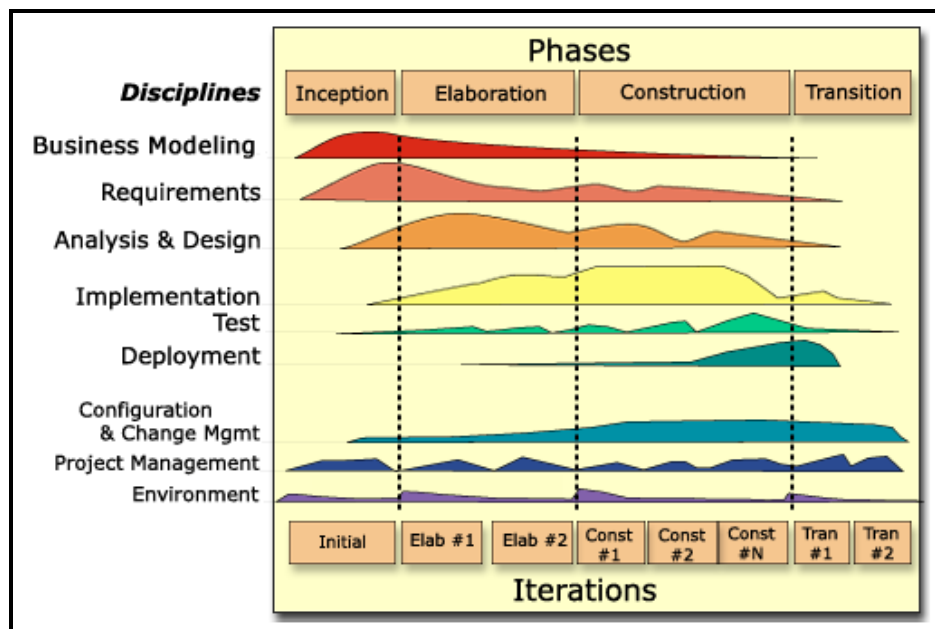 Phases
Disciplines
Inception
Elaboration
Construction
Transition
Business Modeling
Requirements
Analysis & Design
Implementation
Test
Deployment
Configuration
& Change Mgmt
Project Management
Environment
Initial
Elab #1
Elab #2
Const
#1
Const
#2
Const
#N
Tran
#1
Tran
#2
Iterations